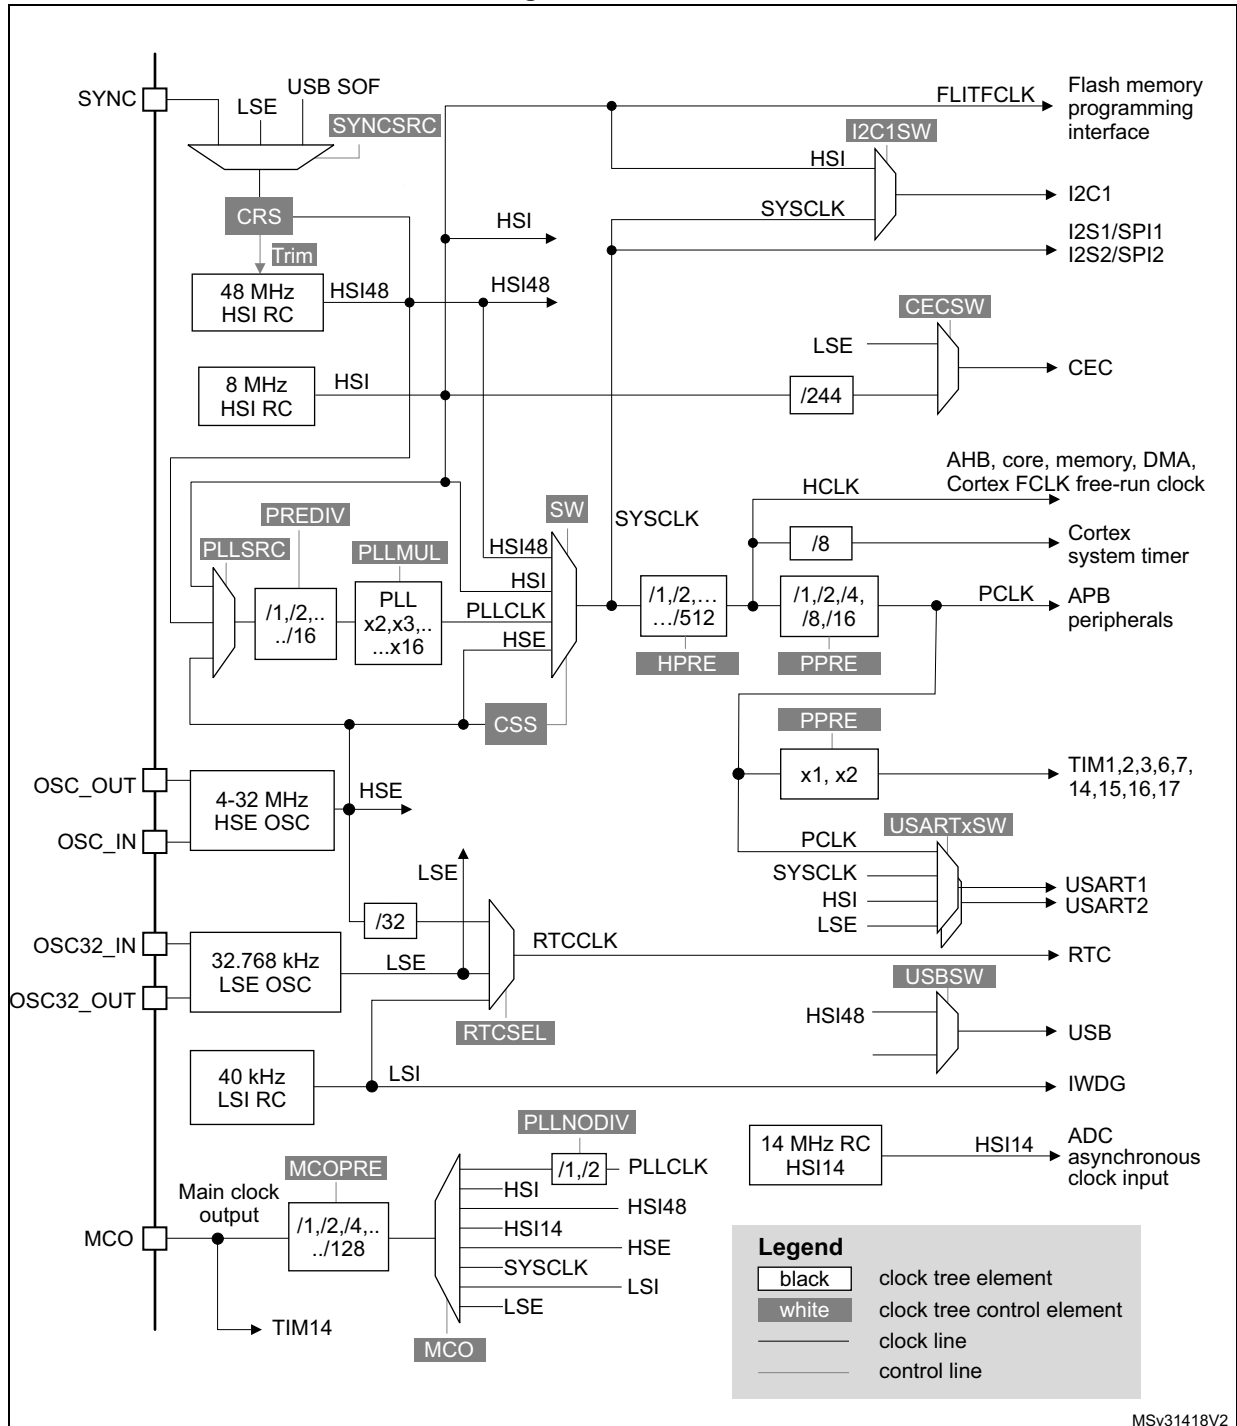 SYNC
LSE
USB SOF
SYNCSRC
CRS
Trim
48 MHz
HSI RC
HSI48
HSI
HSI48
8 MHz
HSI RC
HSI
FLITFCLK
Flash memory
programming
interface
I2C1SW
HSI
SYSCLK
I2C1
I2S1/SPI1
I2S2/SPI2
CECSW
LSE
/244
CEC
AHB, core, memory, DMA,
Cortex FCLK free-run clock
HCLK
/8
Cortex
system timer
PLLSRC
PREDIV
/1,/2,..
../16
PLLMUL
PLL
x2,x3,..
...x16
SW
HSI48
HSI
PLLCLK
HSE
SYSCLK
/1,/2,…
…/512
HPRE
/1,/2,/4,
/8,/16
PPRE
PCLK
APB
peripherals
CSS
PPRE
x1, x2
TIM1,2,3,6,7,
14,15,16,17
OSC_OUT
OSC_IN
4-32 MHz
HSE OSC
HSE
USARTxSW
PCLK
SYSCLK
HSI
LSE
USART1
USART2
LSE
/32
OSC32_IN
OSC32_OUT
32.768 kHz
LSE OSC
LSE
RTCCLK
RTC
RTCSEL
USBSW
HSI48
USB
40 kHz
LSI RC
LSI
IWDG
PLLNODIV
/1,/2
PLLCLK
HSI
HSI48
HSI14
HSE
SYSCLK
LSI
LSE
MCO
14 MHz RC
HSI14
HSI14
ADC
asynchronous
clock input
MCOPRE
Main clock
output
/1,/2,/4,..
../128
MCO
TIM14
Legend
black
clock tree element
white
clock tree control element
clock line
control line
MSv31418V2